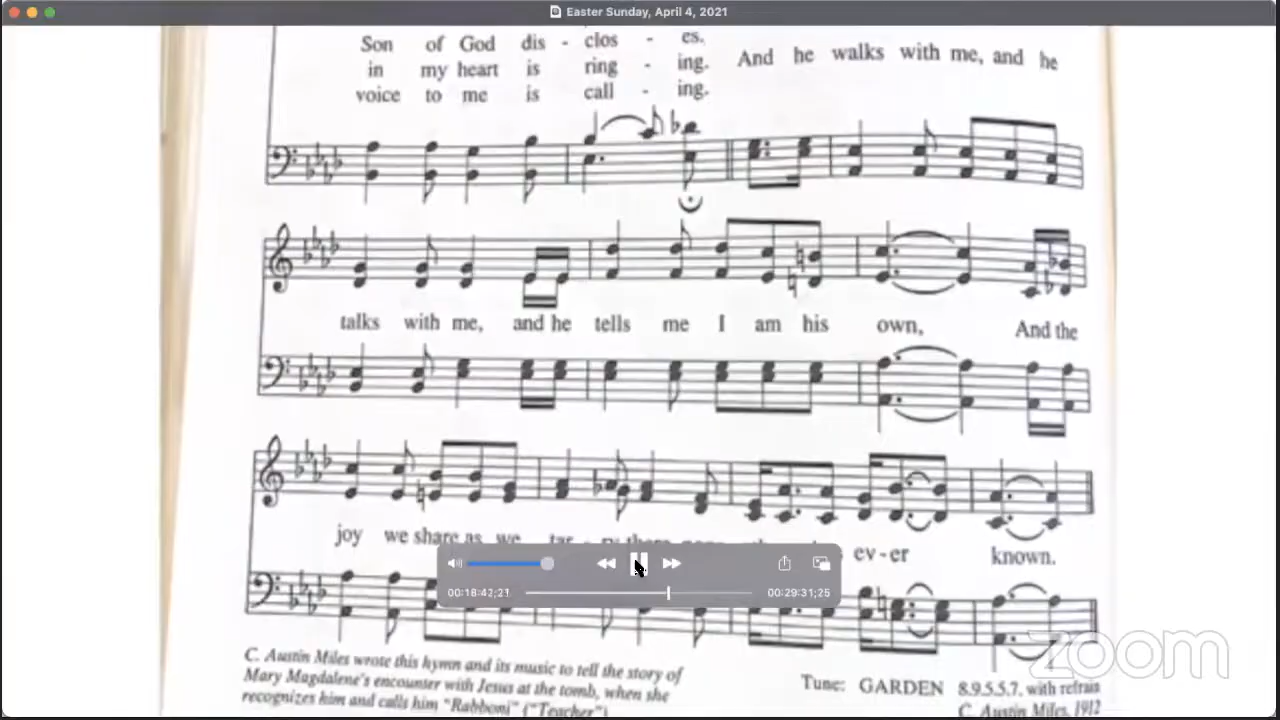 Easter Sunday, April 4, 2021
Son of God dis - clos - es.
in my heart is ring - ing. And he walks with me, and he
voice to me is call - ing.
talks with me, and he tells me I am his own, And the
joy we share as we tar - ry there ev-er known.
00:18:42;21 00:29:31;25
zoom
C. Austin Miles wrote this hymn and its music to tell the story of
Mary Magdalene's encounter with Jesus at the tomb, when she
recognizes him and calls him "Rabboni" ("Teacher")
Tune: GARDEN 8.9.5.5.7. with refrain
C. Austin Miles, 1912